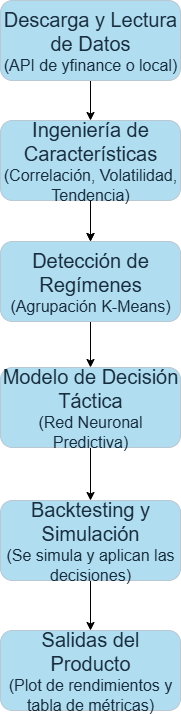 Descarga y Lectura
de Datos
(API de yfinance o local)
Ingeniería de
Características
(Correlación, Volatilidad,
Tendencia)
Detección de
Regímenes
(Agrupación K-Means)
Modelo de Decisión
Táctica
(Red Neuronal
Predictiva)
Backtesting y
Simulación
(Se simula y aplican las
decisiones)
Salidas del
Producto
(Plot de rendimientos y
tabla de métricas)